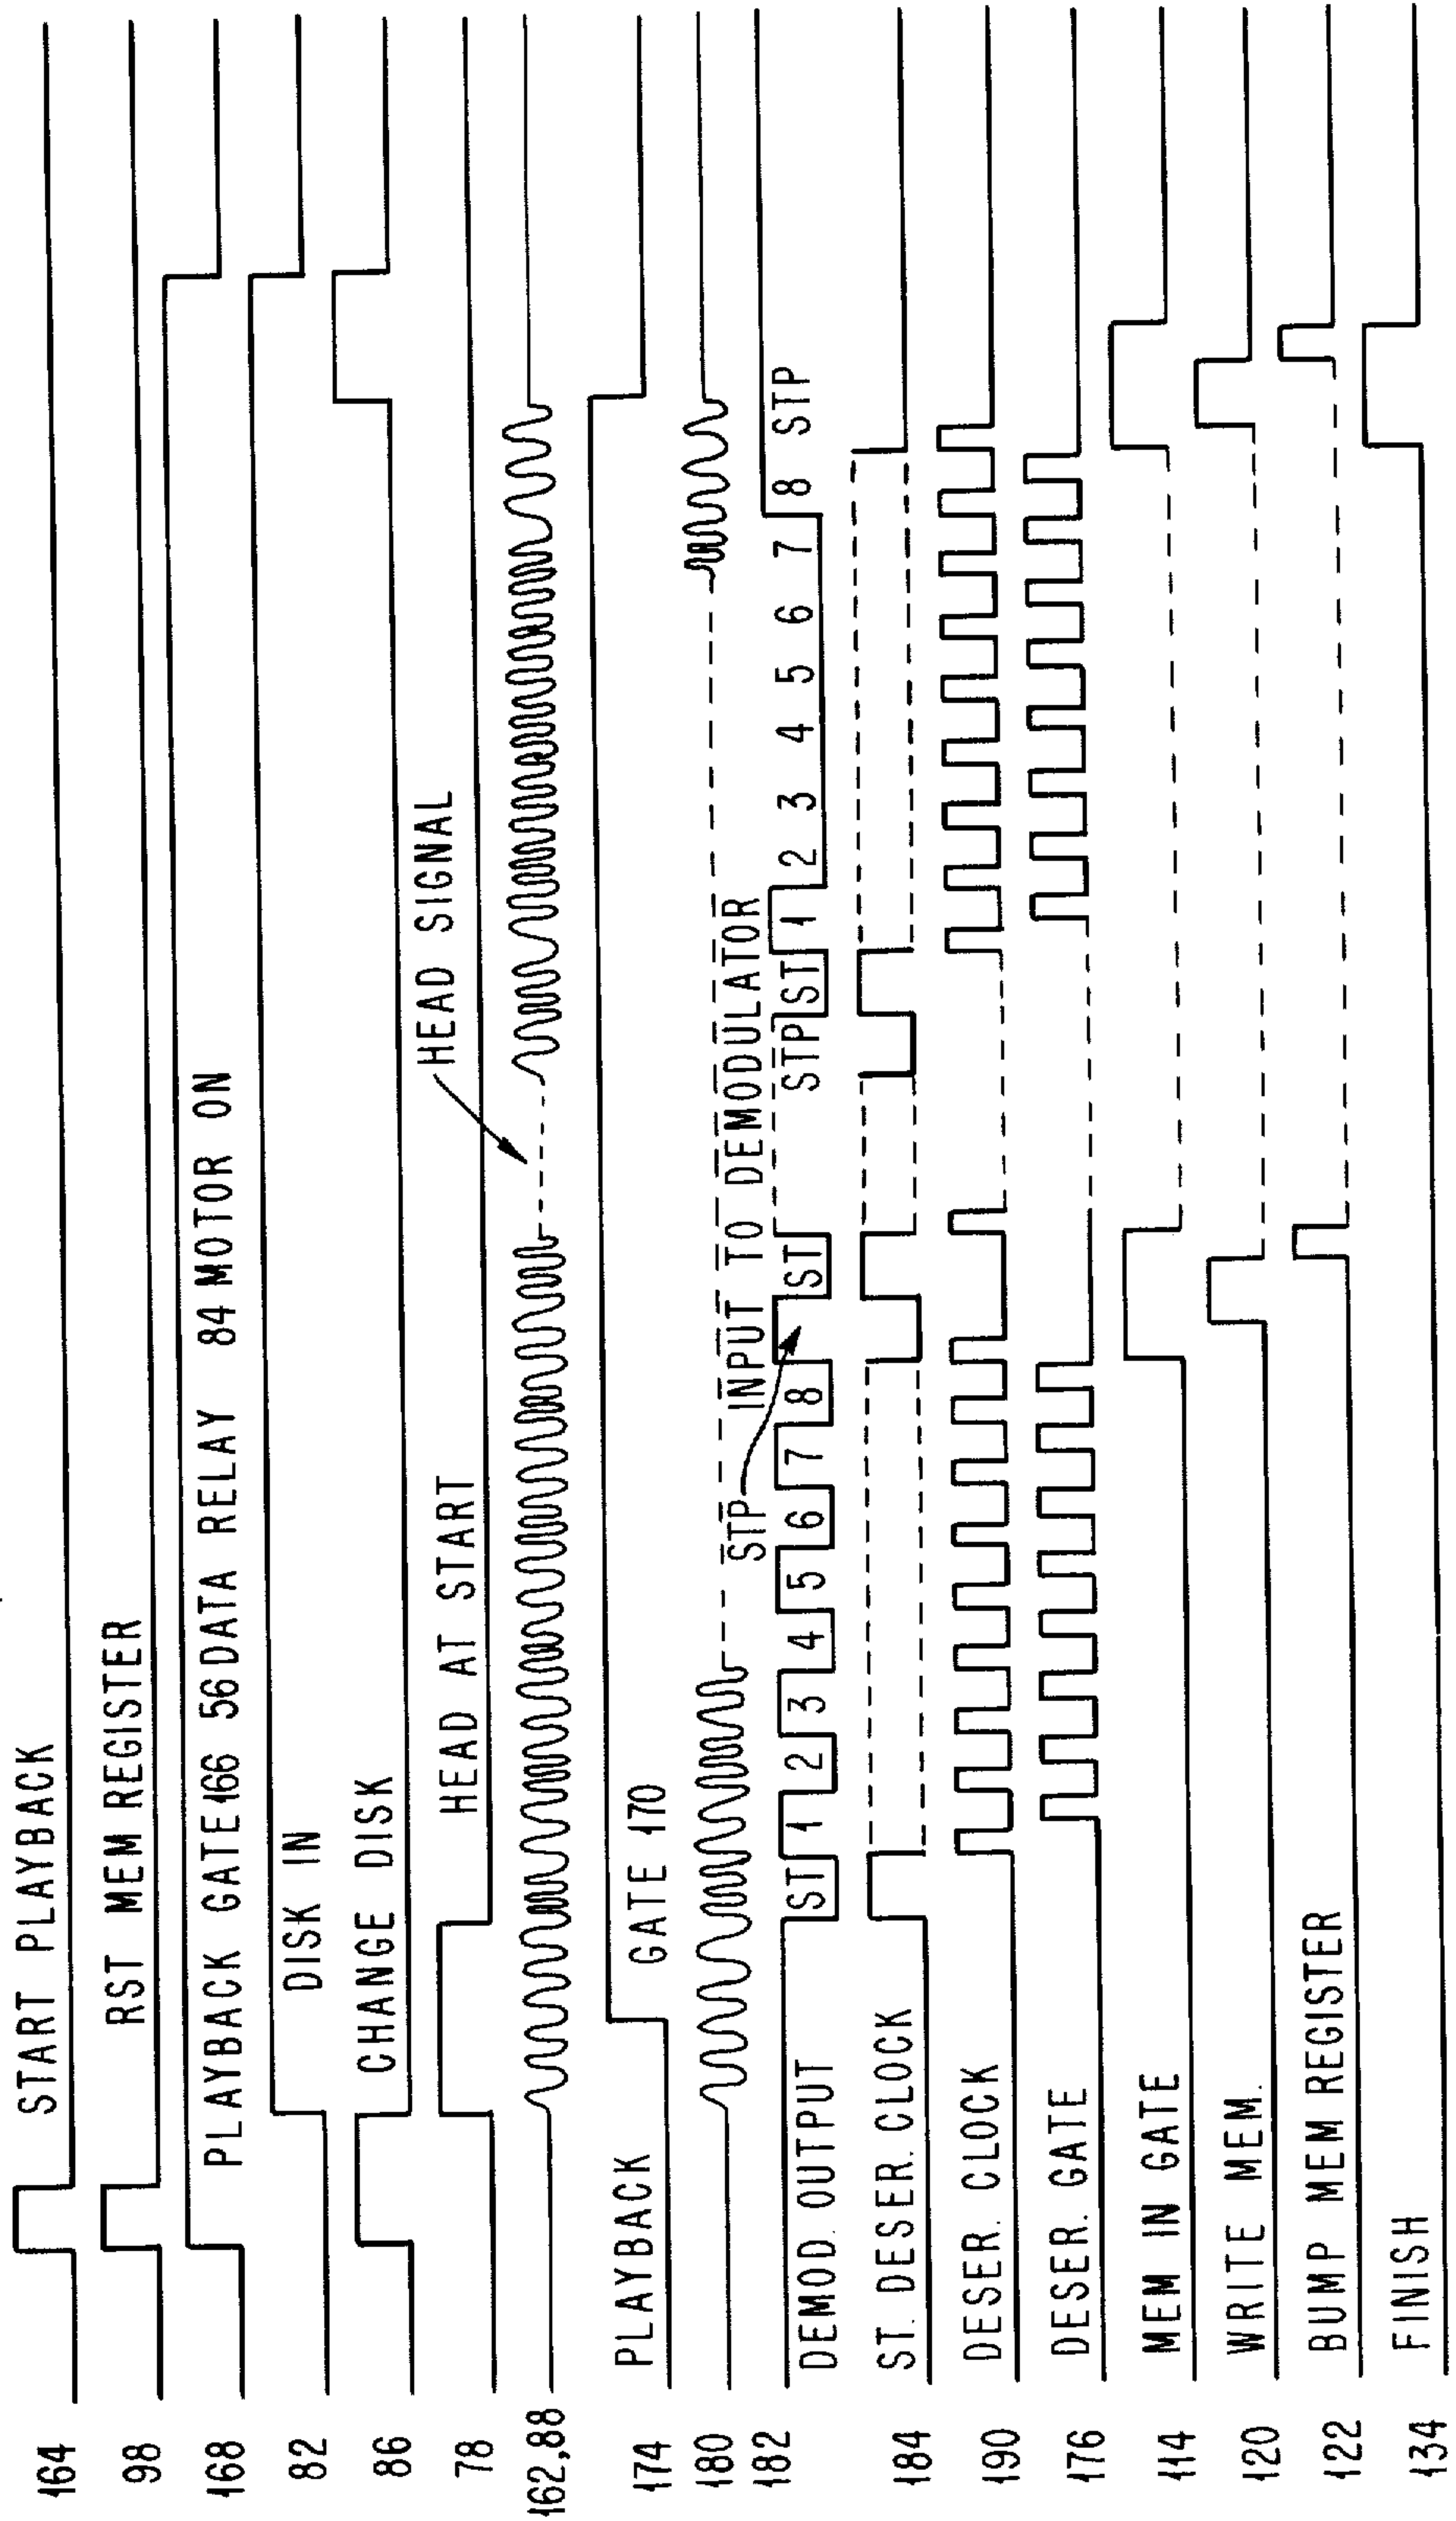 164 START PLAYBACK
98 RST MEM REGISTER
168 PLAYBACK GATE 166 56 DATA RELAY 84 MOTOR ON
82 DISK IN
86 CHANGE DISK
78 HEAD AT START
162,88 HEAD SIGNAL
174 PLAYBACK GATE 170
180 INPUT TO DEMODULATOR
182 DEMOD. OUTPUT ST 1 2 3 4 5 6 7 8 STP ST STP ST 1 2 3 4 5 6 7 8 STP
184 ST. DESER. CLOCK
190 DESER. CLOCK
176 DESER. GATE
114 MEM IN GATE
120 WRITE MEM.
122 BUMP MEM REGISTER
134 FINISH